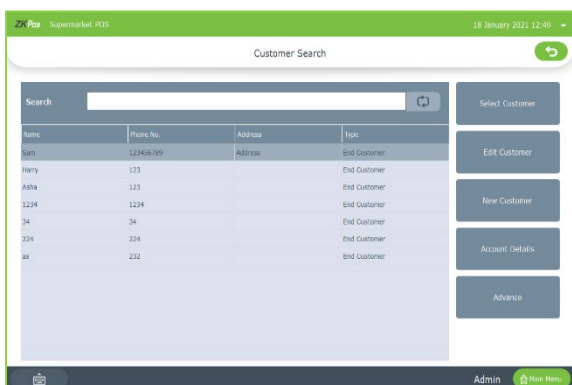 ZKPos Supermarket POS 18 January 2021 12:49
Customer Search
Search
Select Customer
Name Phone No. Address Type
Sam 123456789 Address End Customer
Edit Customer
Harry 123 End Customer
Asha 123 End Customer
1234 1234 End Customer
New Customer
34 34 End Customer
224 224 End Customer
as 232 End Customer
Account Details
Advance
Admin Main Menu